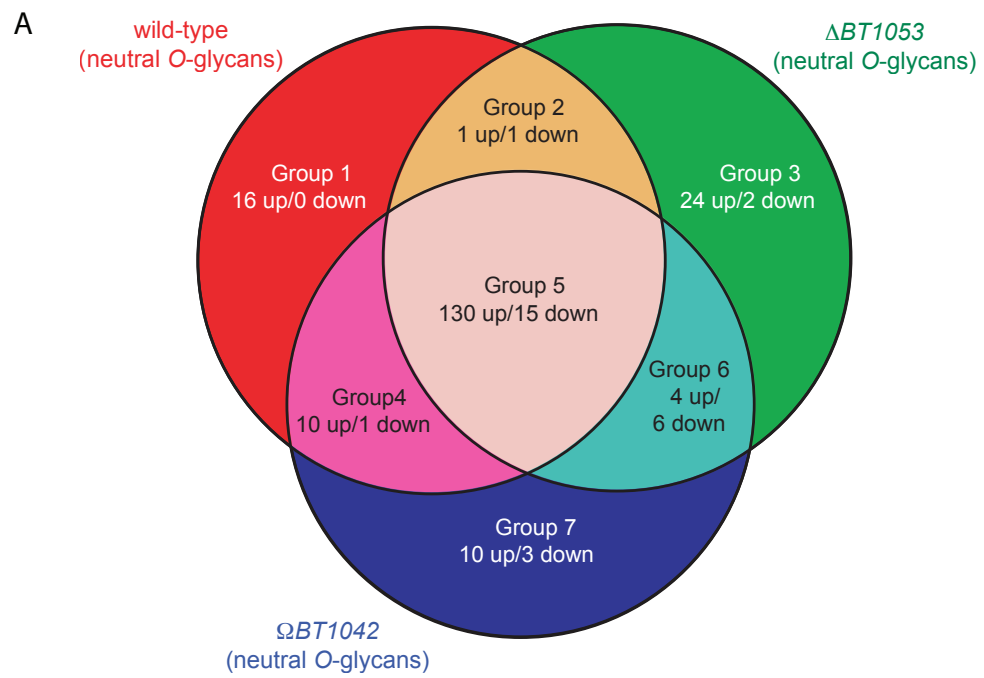 A
wild-type
(neutral O-glycans)
ΔBT1053
(neutral O-glycans)
Group 2
1 up/1 down
Group 1
16 up/0 down
Group 3
24 up/2 down
Group 5
130 up/15 down
Group4
10 up/1 down
Group 6
4 up/
6 down
Group 7
10 up/3 down
ΩBT1042
(neutral O-glycans)